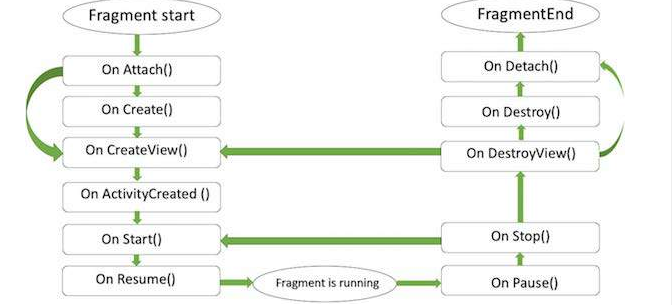 Fragment start
On Attach()
On Create()
On CreateView()
On ActivityCreated ()
On Start()
On Resume()
Fragment is running
On Pause()
On Stop()
On DestroyView()
On Destroy()
On Detach()
FragmentEnd